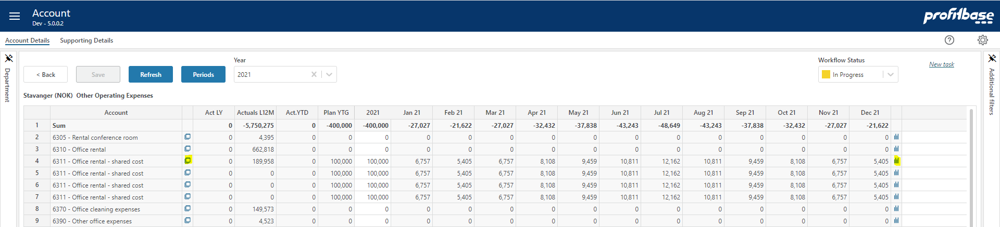 Account
Dev - 5.0.0.2
profitbase
Account Details Supporting Details
?
Department
Additional filters
Year
Workflow Status
New task
< Back Save Refresh Periods 2021 In Progress
Stavanger (NOK) Other Operating Expenses
Account Act LY Actuals L12M Act.YTD Plan YTG 2021 Jan 21 Feb 21 Mar 21 Apr 21 May 21 Jun 21 Jul 21 Aug 21 Sep 21 Oct 21 Nov 21 Dec 21
1 Sum 0 -5,750,275 0 -400,000 -400,000 -27,027 -21,622 -27,027 -32,432 -37,838 -43,243 -48,649 -43,243 -37,838 -32,432 -27,027 -21,622
2 6305 - Rental conference room 0 4,395 0 0 0 0 0 0 0 0 0 0 0 0 0 0 0
3 6310 - Office rental 0 662,818 0 0 0 0 0 0 0 0 0 0 0 0 0 0 0
4 6311 - Office rental - shared cost 0 189,958 0 100,000 100,000 6,757 5,405 6,757 8,108 9,459 10,811 12,162 10,811 9,459 8,108 6,757 5,405
5 6311 - Office rental - shared cost 0 0 0 100,000 100,000 6,757 5,405 6,757 8,108 9,459 10,811 12,162 10,811 9,459 8,108 6,757 5,405
6 6311 - Office rental - shared cost 0 0 0 100,000 100,000 6,757 5,405 6,757 8,108 9,459 10,811 12,162 10,811 9,459 8,108 6,757 5,405
7 6311 - Office rental - shared cost 0 0 0 100,000 100,000 6,757 5,405 6,757 8,108 9,459 10,811 12,162 10,811 9,459 8,108 6,757 5,405
8 6370 - Office cleaning expenses 0 149,573 0 0 0 0 0 0 0 0 0 0 0 0 0 0 0
9 6390 - Other office expenses 0 4,523 0 0 0 0 0 0 0 0 0 0 0 0 0 0 0